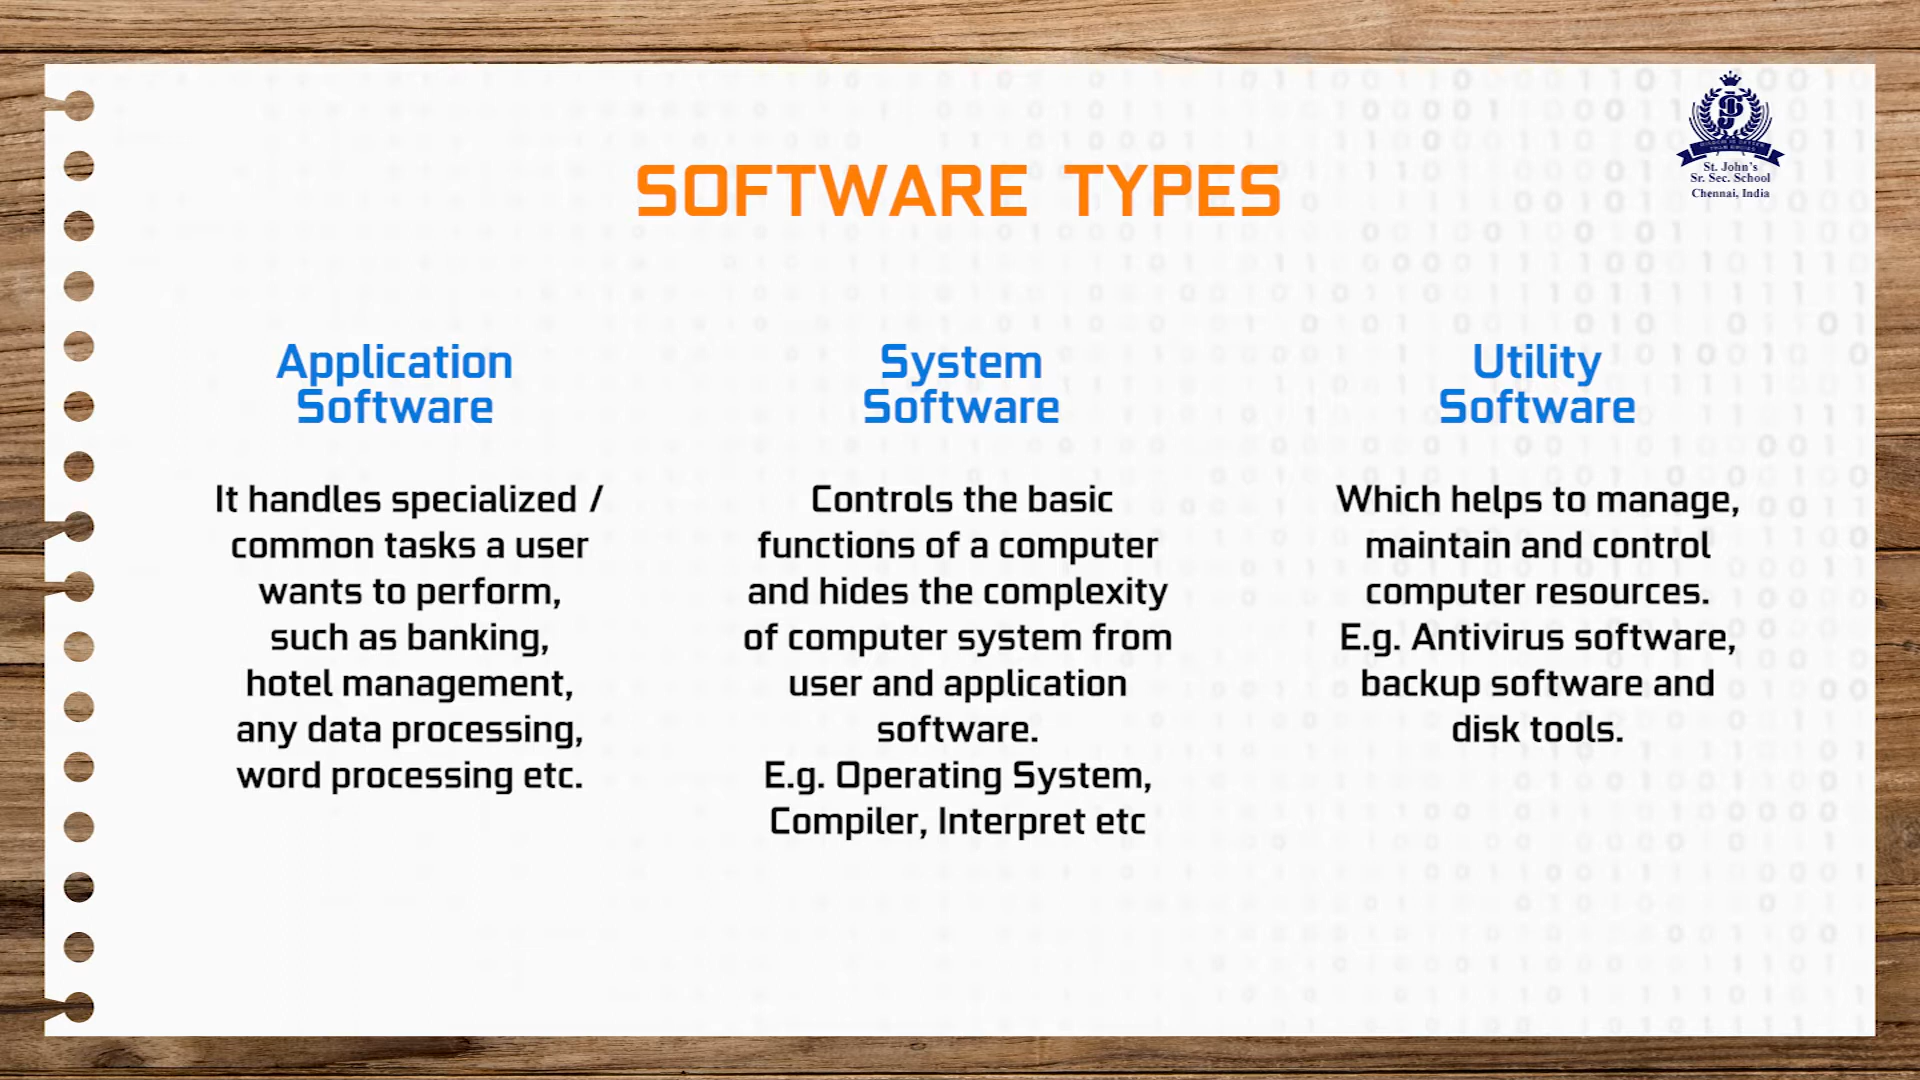 SOFTWARE TYPES
St. John's
Sr. Sec. School
Chennai, India
Application
Software
It handles specialized /
common tasks a user
wants to perform,
such as banking,
hotel management,
any data processing,
word processing etc.
System
Software
Controls the basic
functions of a computer
and hides the complexity
of computer system from
user and application
software.
E.g. Operating System,
Compiler, Interpret etc
Utility
Software
Which helps to manage,
maintain and control
computer resources.
E.g. Antivirus software,
backup software and
disk tools.